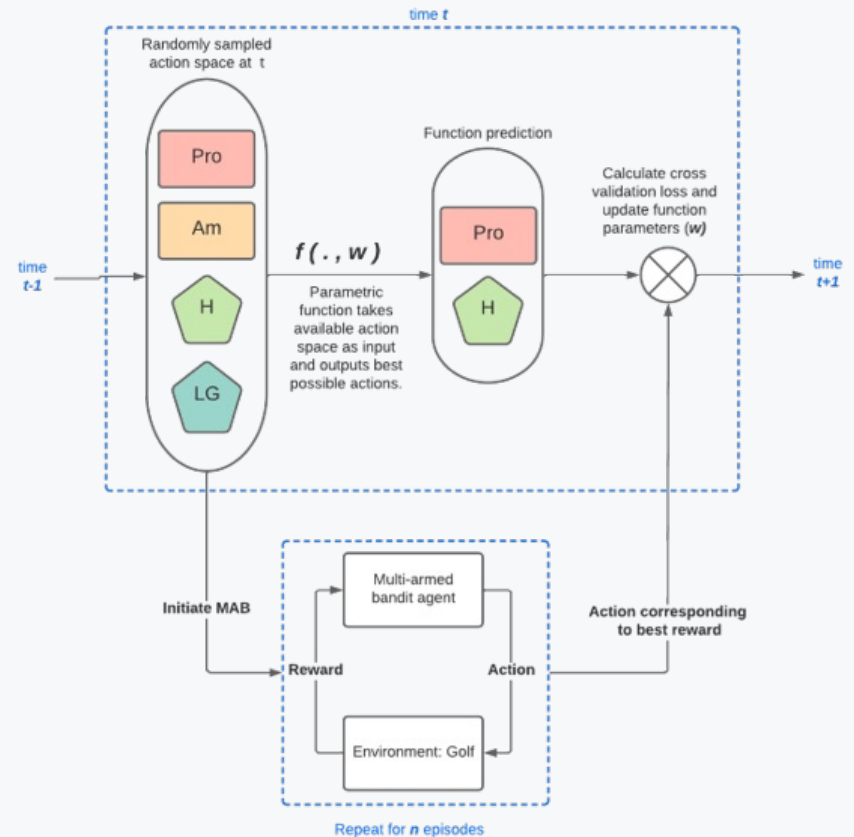 time t
Randomly sampled
action space at t
Pro
Am
H
LG
time
t-1
f ( . , w )
Parametric
function takes
available action
space as input
and outputs best
possible actions.
Function prediction
Pro
H
Calculate cross
validation loss and
update function
parameters (w)
time
t+1
Initiate MAB
Multi-armed
bandit agent
Reward
Action
Environment: Golf
Action corresponding
to best reward
Repeat for n episodes